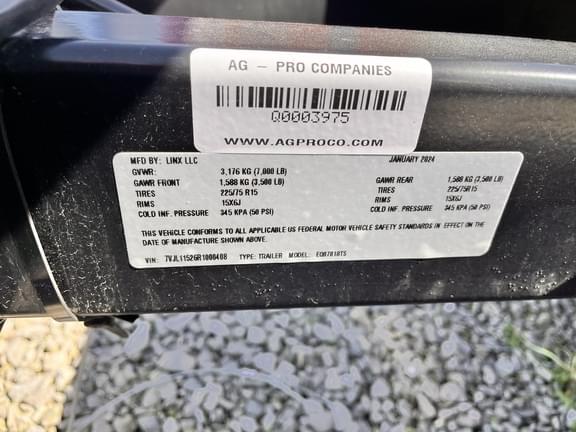 AG - PRO COMPANIES
Q0003975
WWW.AGPROCO.COM
MFD BY: LINX LLC JANUARY 2024
GVWR: 3,176 KG (7,000 LB)
GAWR FRONT 1,588 KG (3,500 LB) GAWR REAR 1,588 KG (3,500 LB)
TIRES 225/75 R15 TIRES 225/75R15
RIMS 15X6J RIMS 15X6J
COLD INF. PRESSURE 345 KPA (50 PSI) COLD INF. PRESSURE 345 KPA (50 PSI)
THIS VEHICLE CONFORMS TO ALL APPLICABLE US FEDERAL MOTOR VEHICLE SAFETY STANDARDS IN EFFECT ON THE
DATE OF MANUFACTURE SHOWN ABOVE.
VIN: TYPE: TRAILER MODEL: